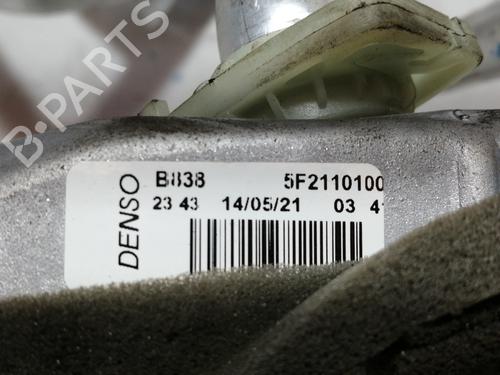 B-PARTS
DENSO
B838 5F2110100
23 43 14/05/21 03 41